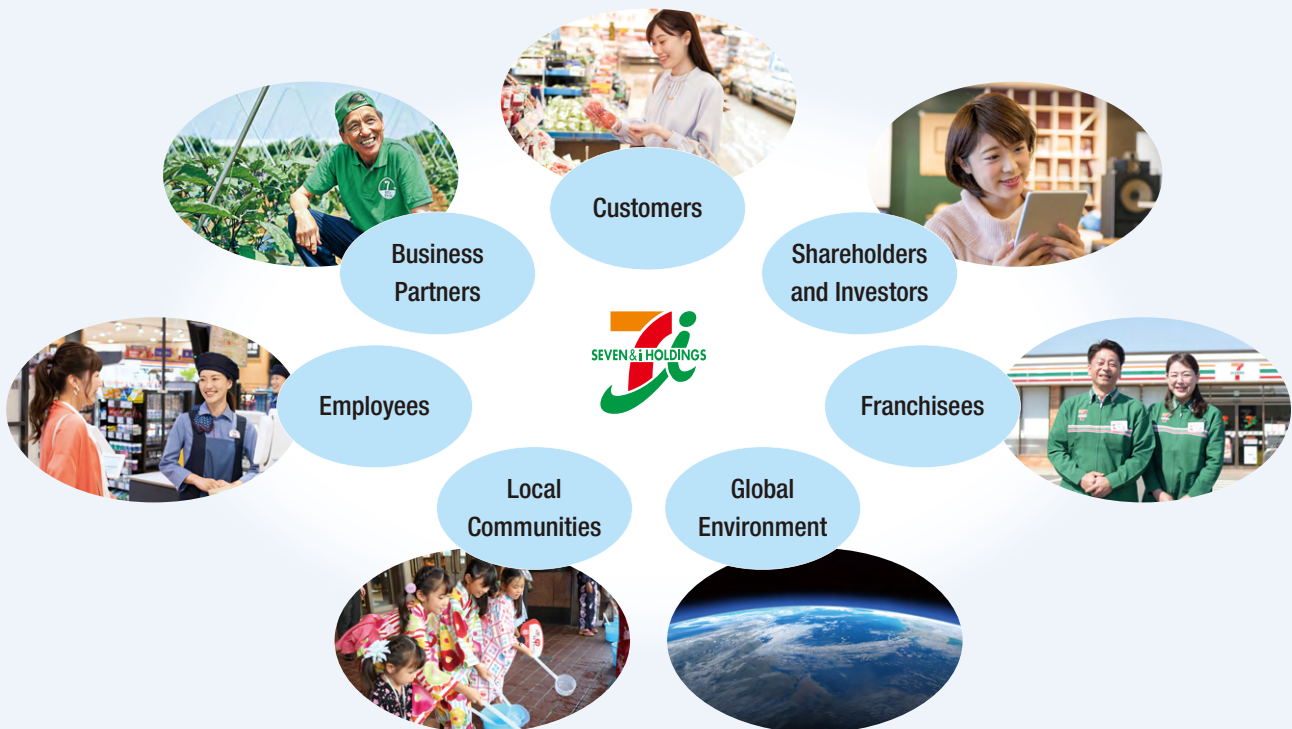 Customers
Business
Partners
Shareholders
and Investors
SEVEN & i HOLDINGS
Employees
Franchisees
Local
Communities
Global
Environment